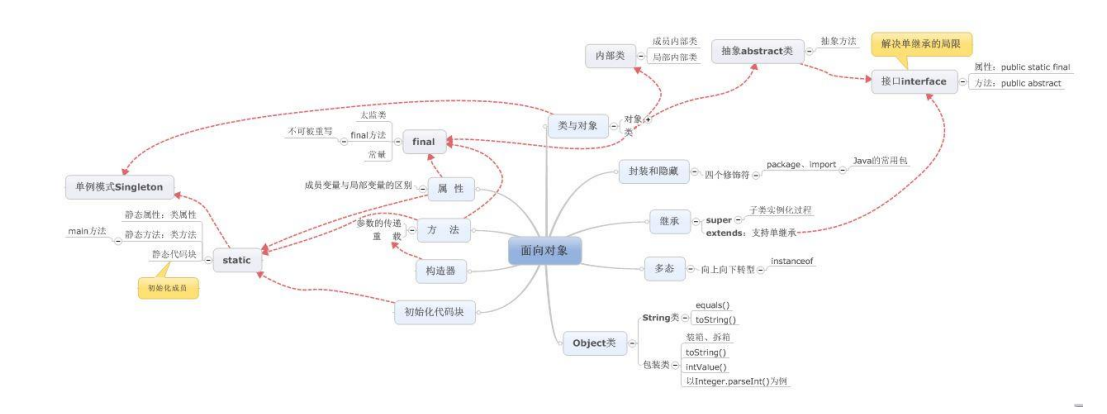 解决单继承的局限
成员内部类
内部类
局部内部类
抽象abstract类
抽象方法
属性：public static final
接口interface
方法：public abstract
太监类
不可被重写
final方法
常量
final
类与对象
对象
类
封装和隐藏
四个修饰符
package、import
Java的常用包
单例模式Singleton
成员变量与局部变量的区别
属 性
静态属性：类属性
main方法
静态方法：类方法
静态代码块
static
初始化成员
参数的传递
重 载
方 法
构造器
初始化代码块
面向对象
继承
super
子类实例化过程
extends：支持单继承
多态
向上向下转型
instanceof
Object类
String类
equals()
toString()
包装类
装箱、拆箱
toString()
intValue()
以Integer.parseInt()为例